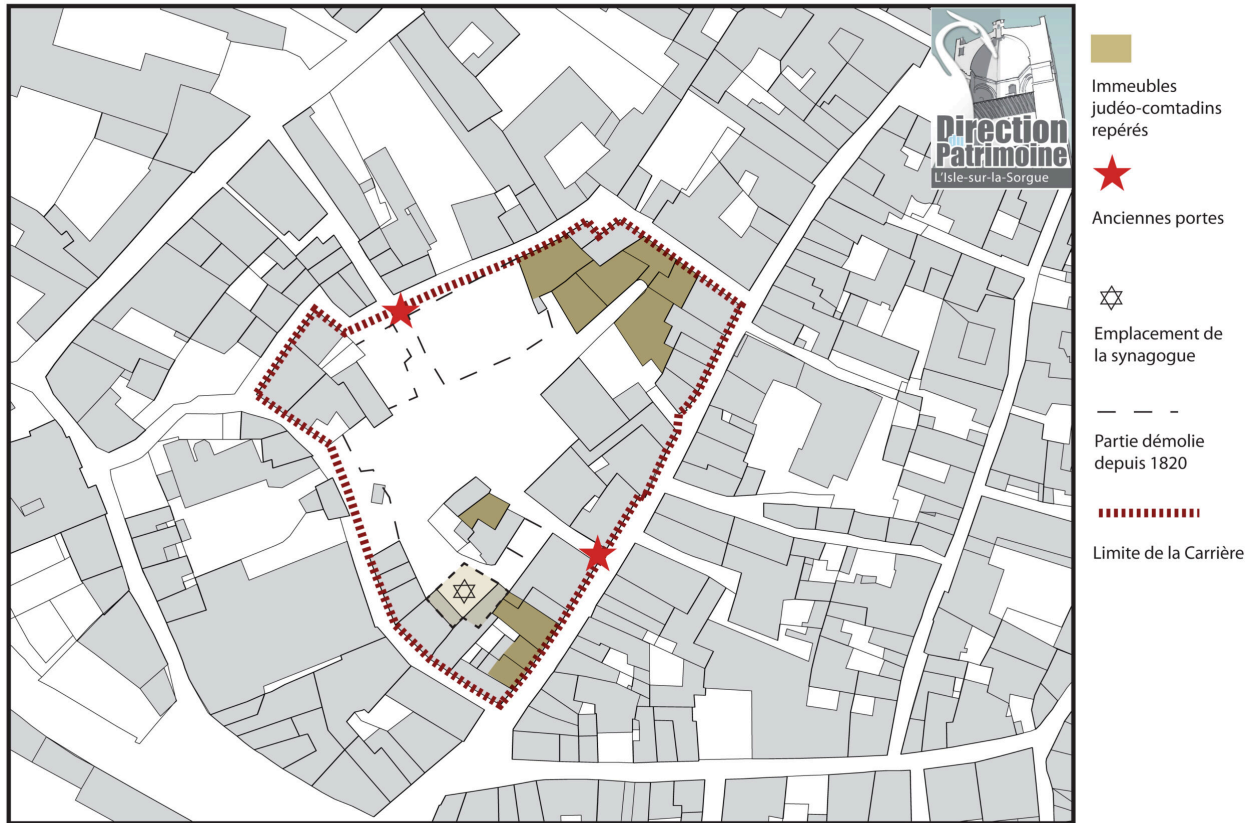 Direction
du
Patrimoine
L'Isle-sur-la-Sorgue
Immeubles
judéo-comtadins
repérés
Anciennes portes
Emplacement de
la synagogue
Partie démolie
depuis 1820
Limite de la Carrière